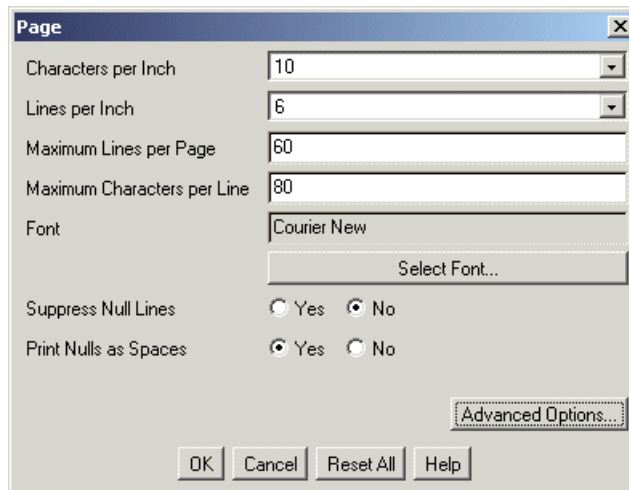 Page
Characters per Inch 10
Lines per Inch 6
Maximum Lines per Page 60
Maximum Characters per Line 80
Font Courier New
Select Font...
Suppress Null Lines Yes No
Print Nulls as Spaces Yes No
Advanced Options...
OK Cancel Reset All Help